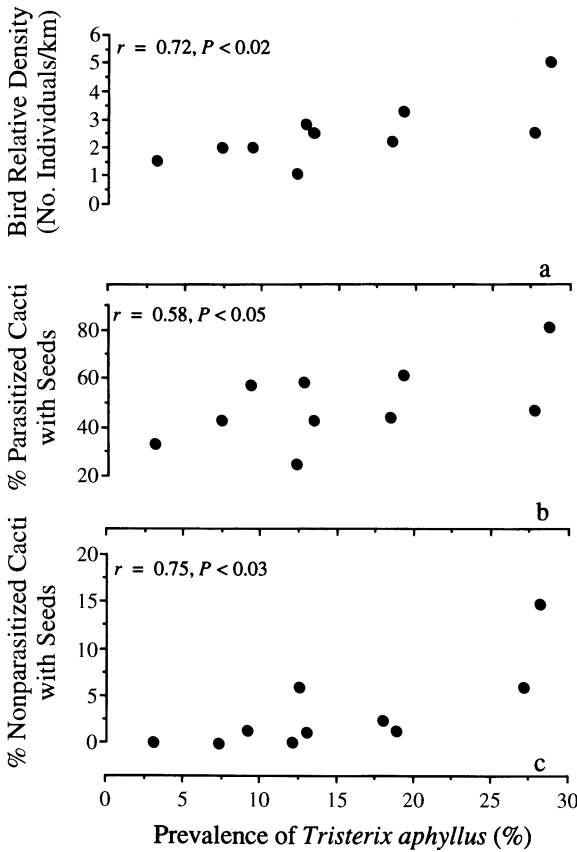 Bird Relative Density
(No. Individuals/km)
6
5
4
3
2
1
0
r = 0.72, P < 0.02
a
% Parasitized Cacti
with Seeds
80
60
40
20
r = 0.58, P < 0.05
b
% Nonparasitized Cacti
with Seeds
20
15
10
5
0
r = 0.75, P < 0.03
c
0 5 10 15 20 25 30
Prevalence of Tristerix aphyllus (%)